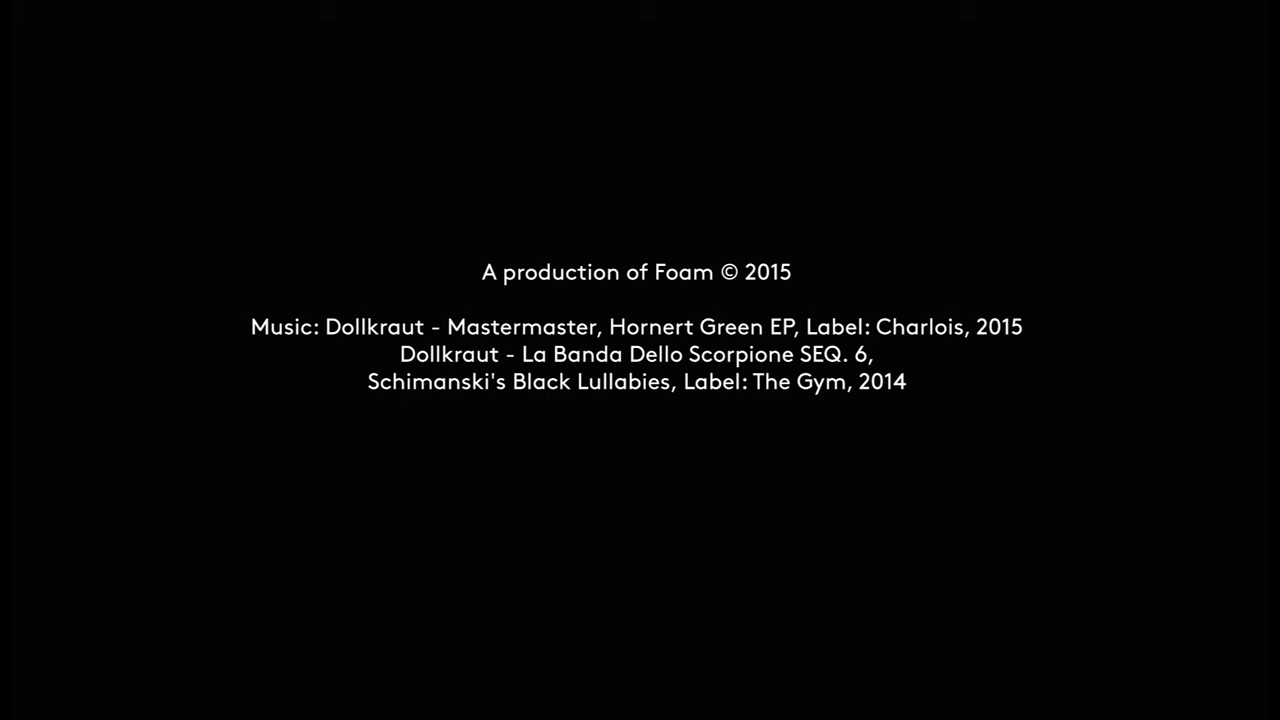 A production of Foam © 2015
Music: Dollkraut - Mastermaster, Hornert Green EP, Label: Charlois, 2015
Dollkraut - La Banda Dello Scorpione SEQ. 6,
Schimanski's Black Lullabies, Label: The Gym, 2014